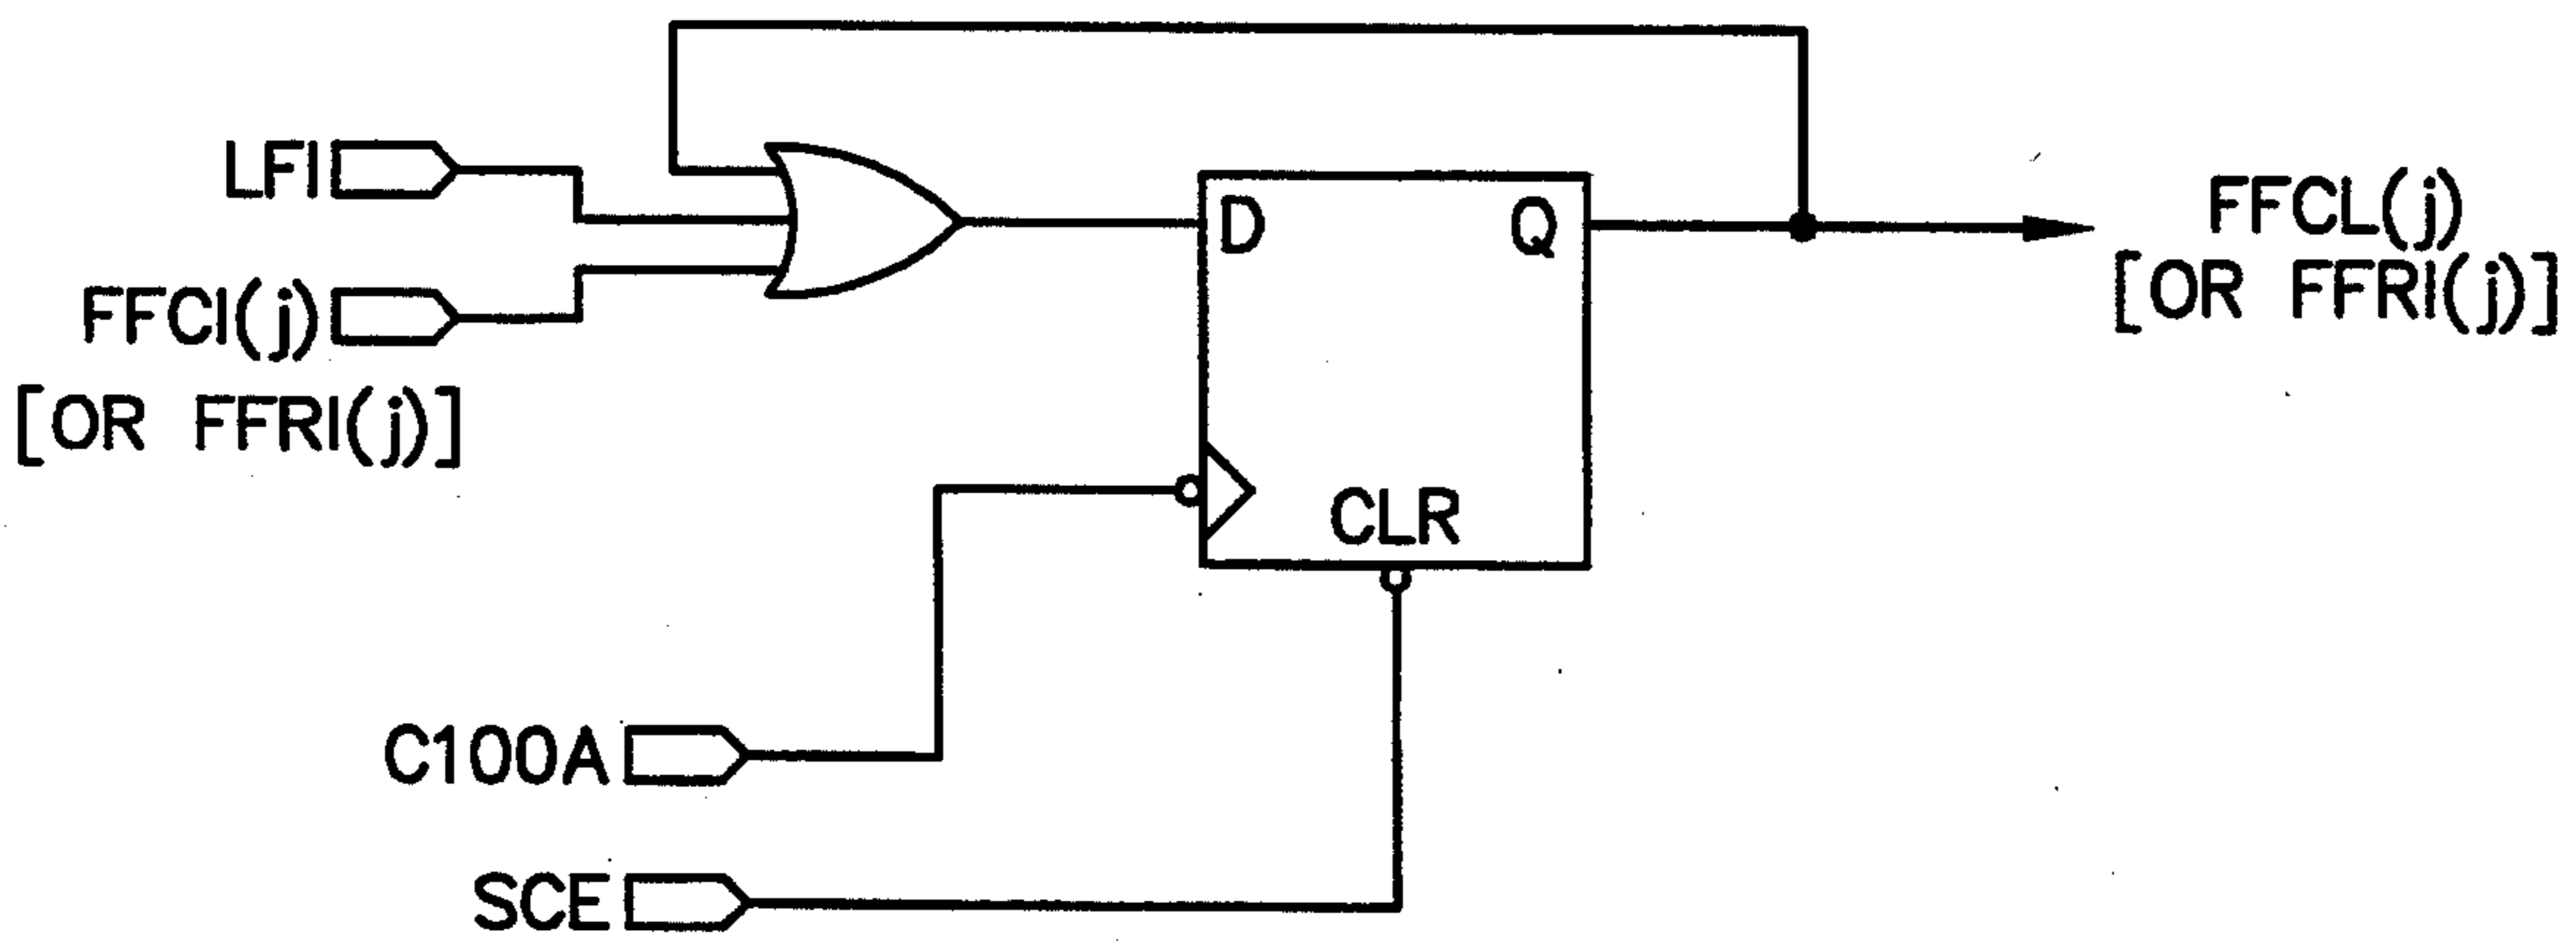 LFI
FFCI(j)
[OR FFRI(j)]
D
Q
CLR
FFCL(j)
[OR FFRI(j)]
C100A
SCE